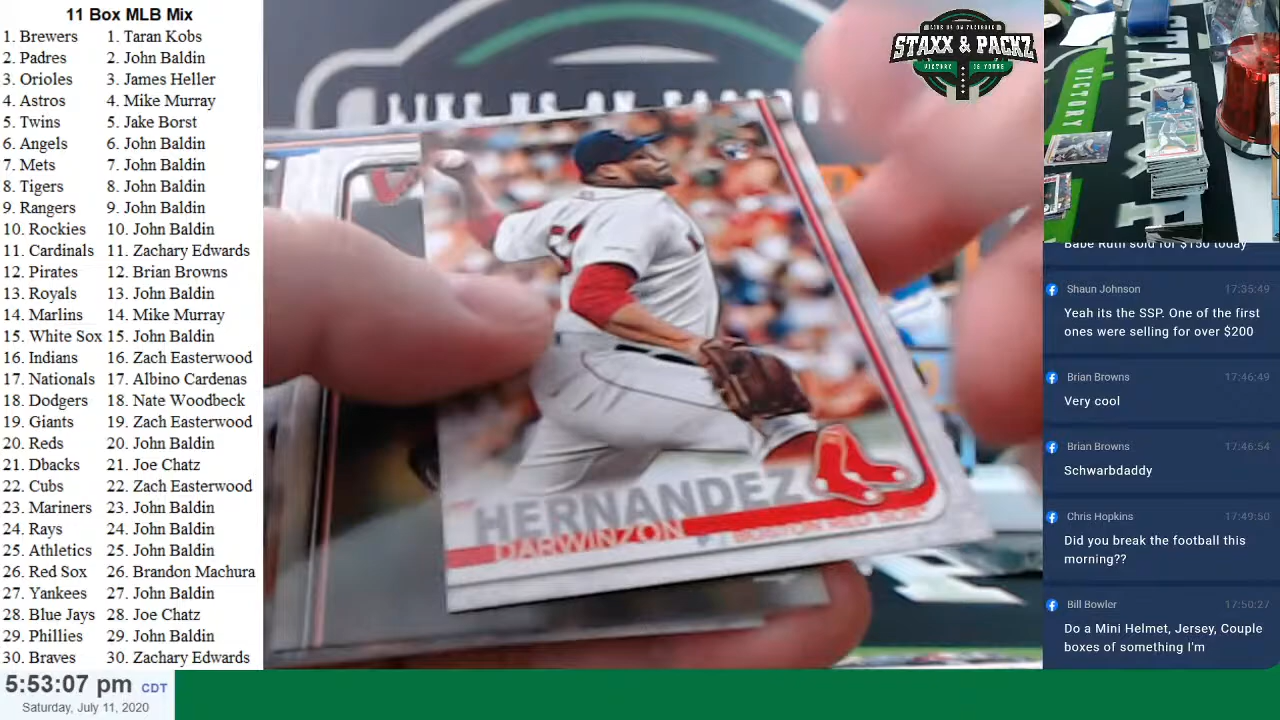 11 Box MLB Mix
1. Brewers 1. Taran Kobs
2. Padres 2. John Baldin
3. Orioles 3. James Heller
4. Astros 4. Mike Murray
5. Twins 5. Jake Borst
6. Angels 6. John Baldin
7. Mets 7. John Baldin
8. Tigers 8. John Baldin
9. Rangers 9. John Baldin
10. Rockies 10. John Baldin
11. Cardinals 11. Zachary Edwards
12. Pirates 12. Brian Browns
13. Royals 13. John Baldin
14. Marlins 14. Mike Murray
15. White Sox 15. John Baldin
16. Indians 16. Zach Easterwood
17. Nationals 17. Albino Cardenas
18. Dodgers 18. Nate Woodbeck
19. Giants 19. Zach Easterwood
20. Reds 20. John Baldin
21. Dbacks 21. Joe Chatz
22. Cubs 22. Zach Easterwood
23. Mariners 23. John Baldin
24. Rays 24. John Baldin
25. Athletics 25. John Baldin
26. Red Sox 26. Brandon Machura
27. Yankees 27. John Baldin
28. Blue Jays 28. Joe Chatz
29. Phillies 29. John Baldin
30. Braves 30. Zachary Edwards
5:53:07 pm CDT
Saturday, July 11, 2020
LIKE US ON FACEBOOK
HERNANDEZ
DARWINZON
BOSTON RED SOX
LIKE US ON FACEBOOK
STAXX & PACKZ
VICTORY IS YOURS
VICTORY
Babe Ruth sold for $150 today
Shaun Johnson 17:35:49
Yeah its the SSP. One of the first
ones were selling for over $200
Brian Browns 17:46:49
Very cool
Brian Browns 17:46:54
Schwarbdaddy
Chris Hopkins 17:49:50
Did you break the football this
morning??
Bill Bowler 17:50:27
Do a Mini Helmet, Jersey, Couple
boxes of something I'm